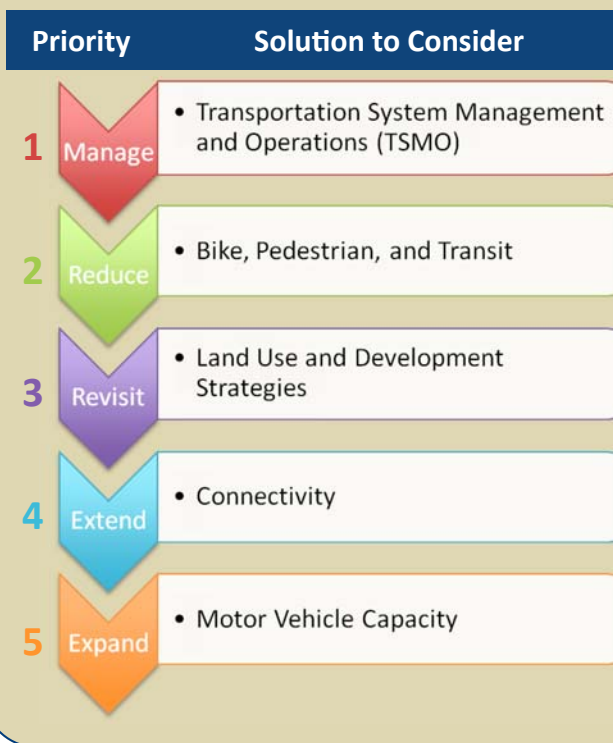 Priority Solution to Consider
1 Manage • Transportation System Management
and Operations (TSMO)
2 Reduce • Bike, Pedestrian, and Transit
3 Revisit • Land Use and Development
Strategies
4 Extend • Connectivity
5 Expand • Motor Vehicle Capacity